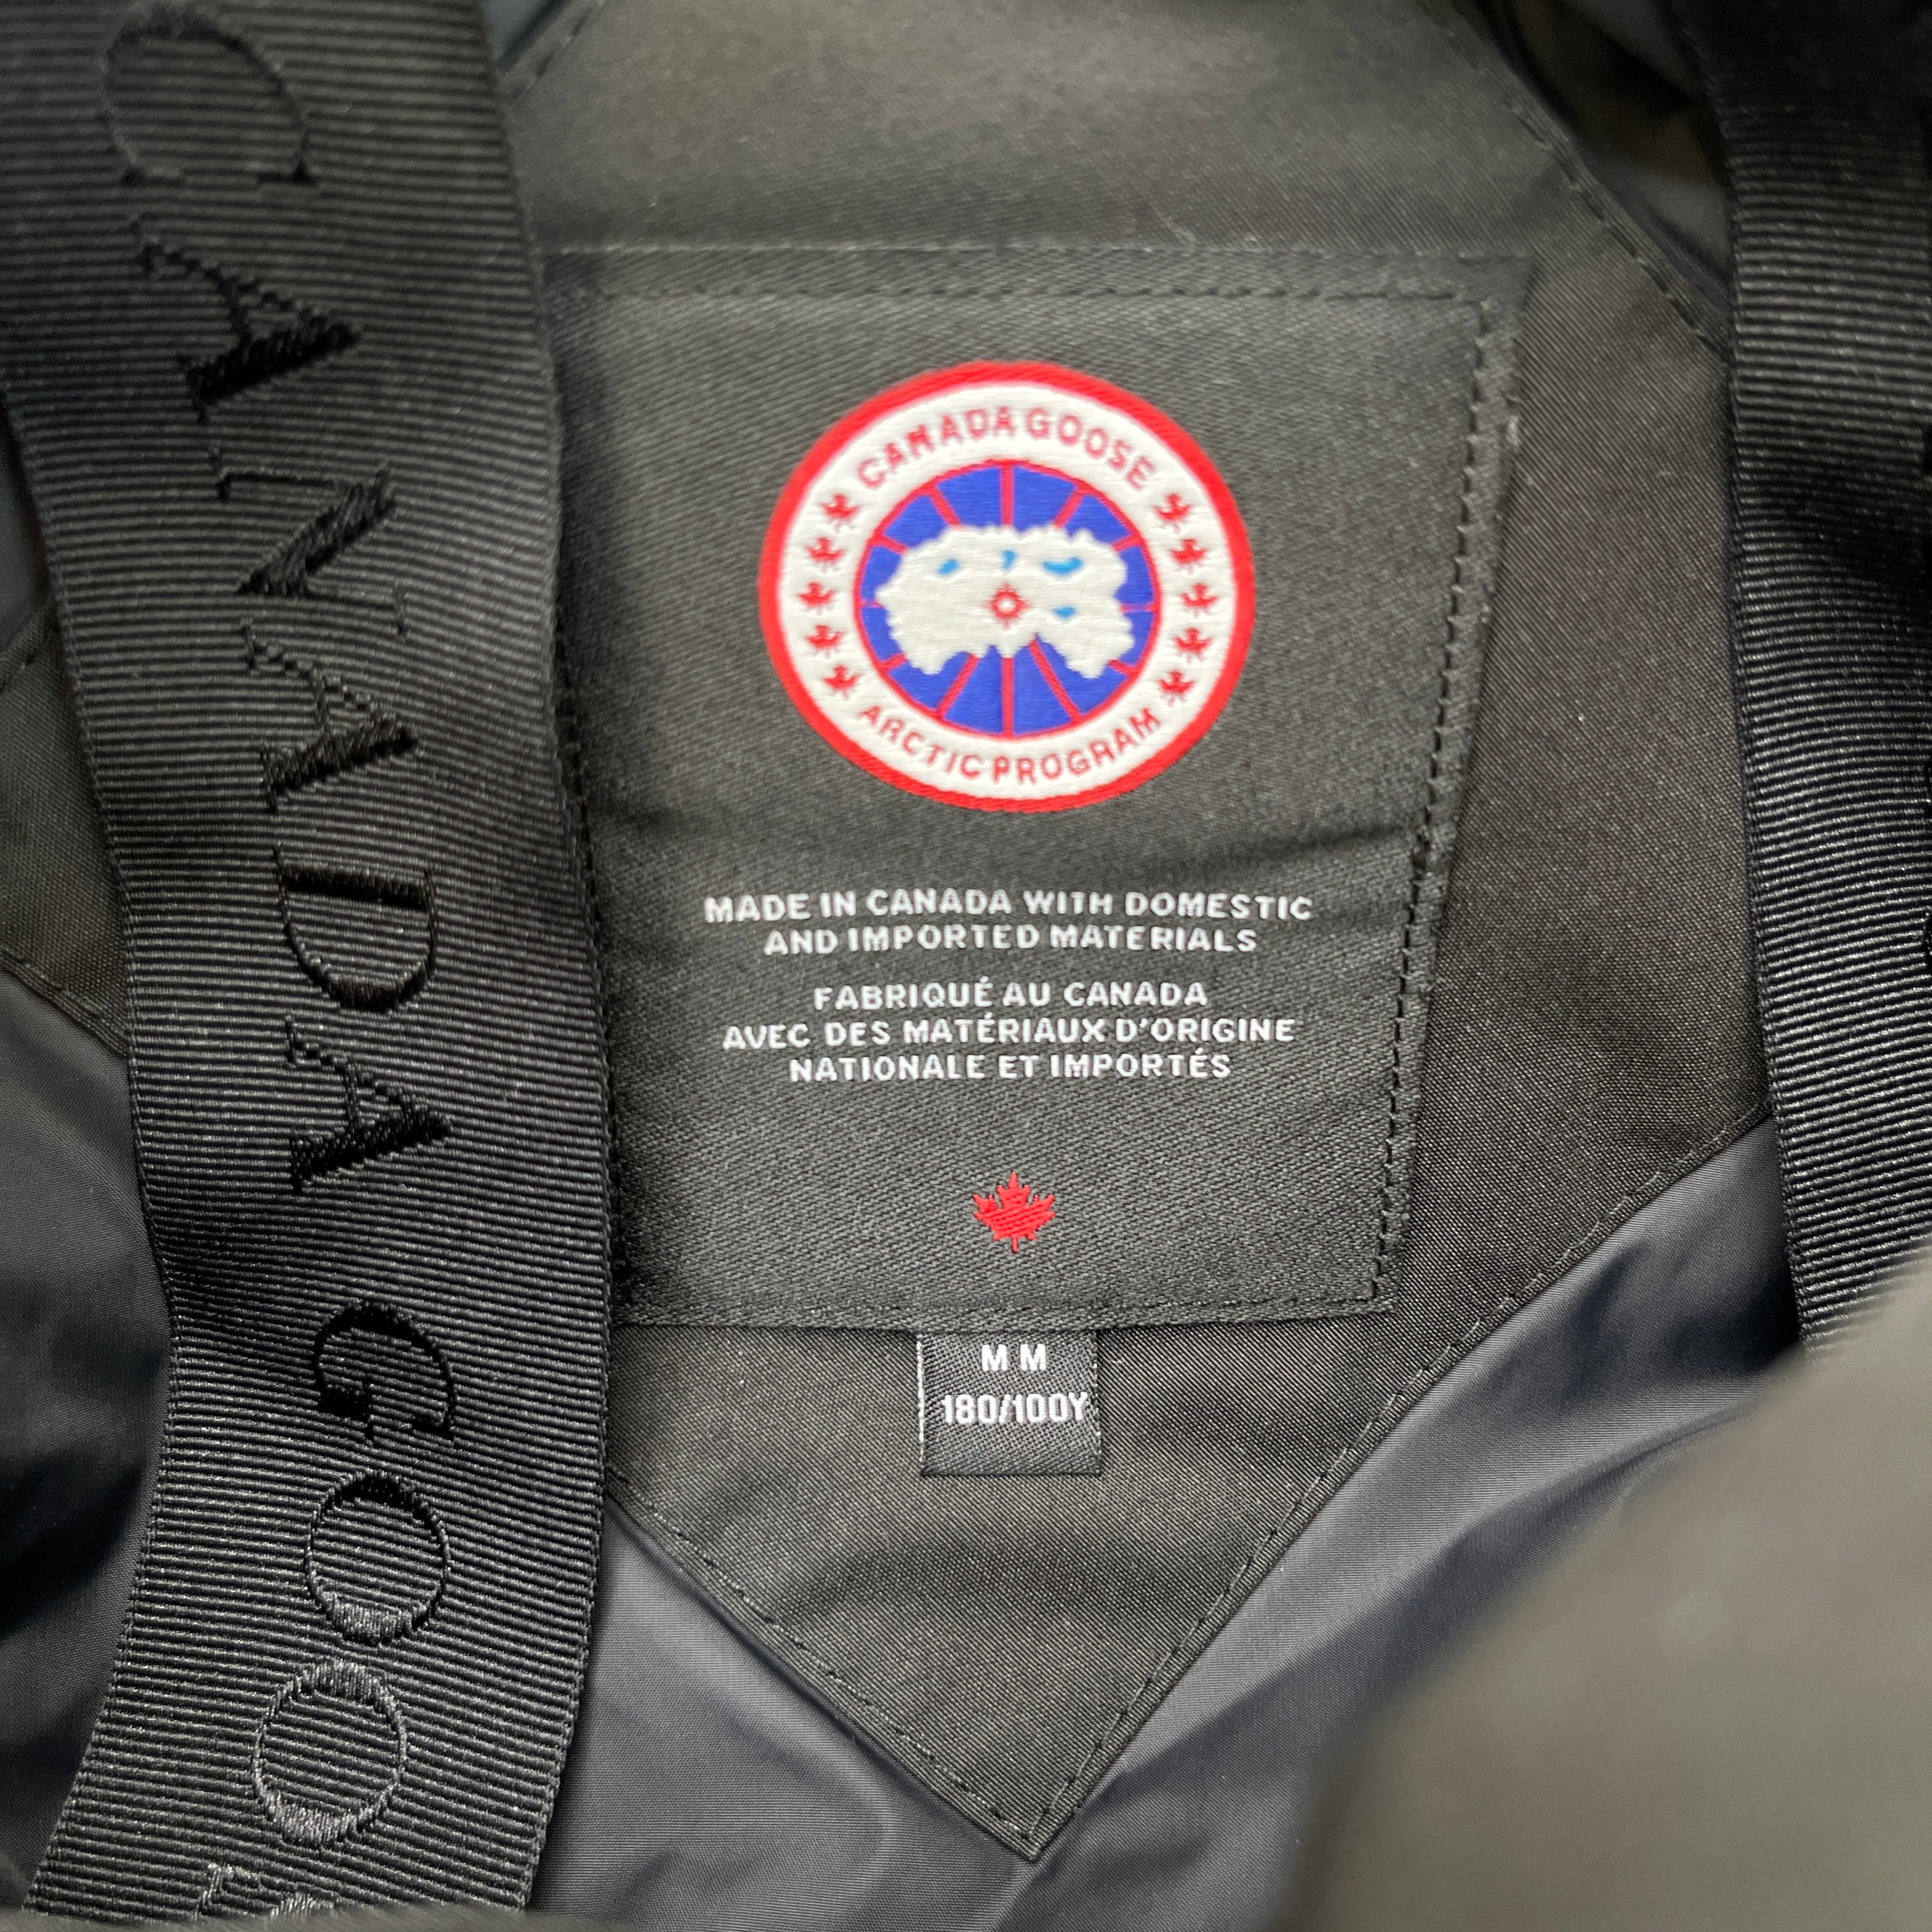 CANADA GOOSE
CANADA GOOSE
ARCTIC PROGRAM
MADE IN CANADA WITH DOMESTIC
AND IMPORTED MATERIALS
FABRIQUÉ AU CANADA
AVEC DES MATÉRIAUX D'ORIGINE
NATIONALE ET IMPORTÉS
M M
180/100Y